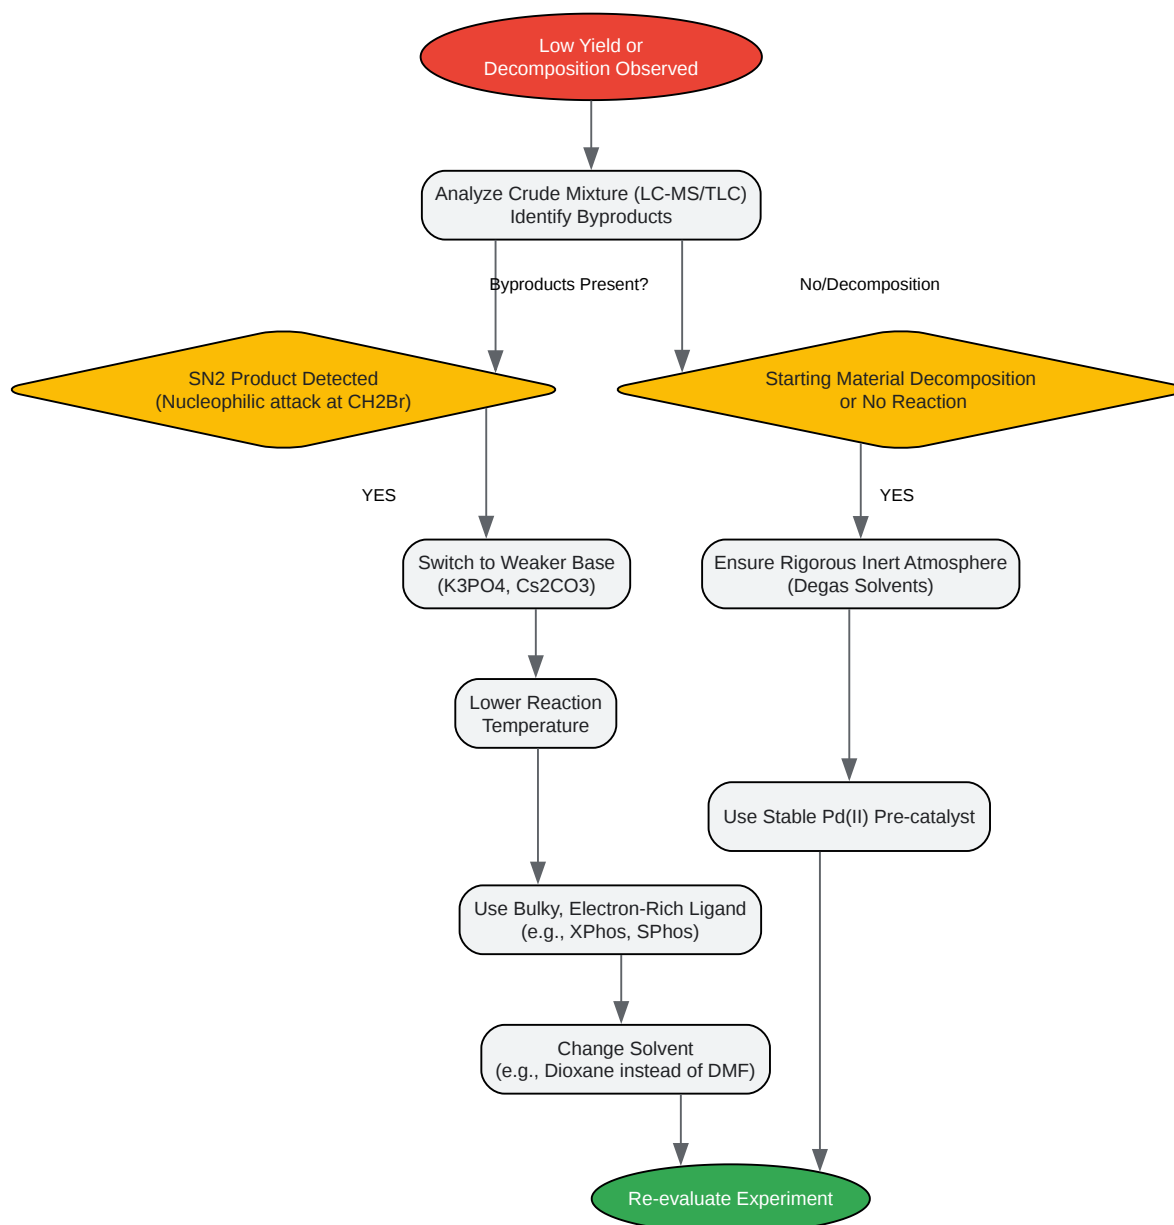 Low Yield or
Decomposition Observed
Analyze Crude Mixture (LC-MS/TLC)
Identify Byproducts
Byproducts Present?
No/Decomposition
SN2 Product Detected
(Nucleophilic attack at CH2Br)
Starting Material Decomposition
or No Reaction
YES
YES
Switch to Weaker Base
(K3PO4, Cs2CO3)
Ensure Rigorous Inert Atmosphere
(Degas Solvents)
Lower Reaction
Temperature
Use Stable Pd(II) Pre-catalyst
Use Bulky, Electron-Rich Ligand
(e.g., XPhos, SPhos)
Change Solvent
(e.g., Dioxane instead of DMF)
Re-evaluate Experiment